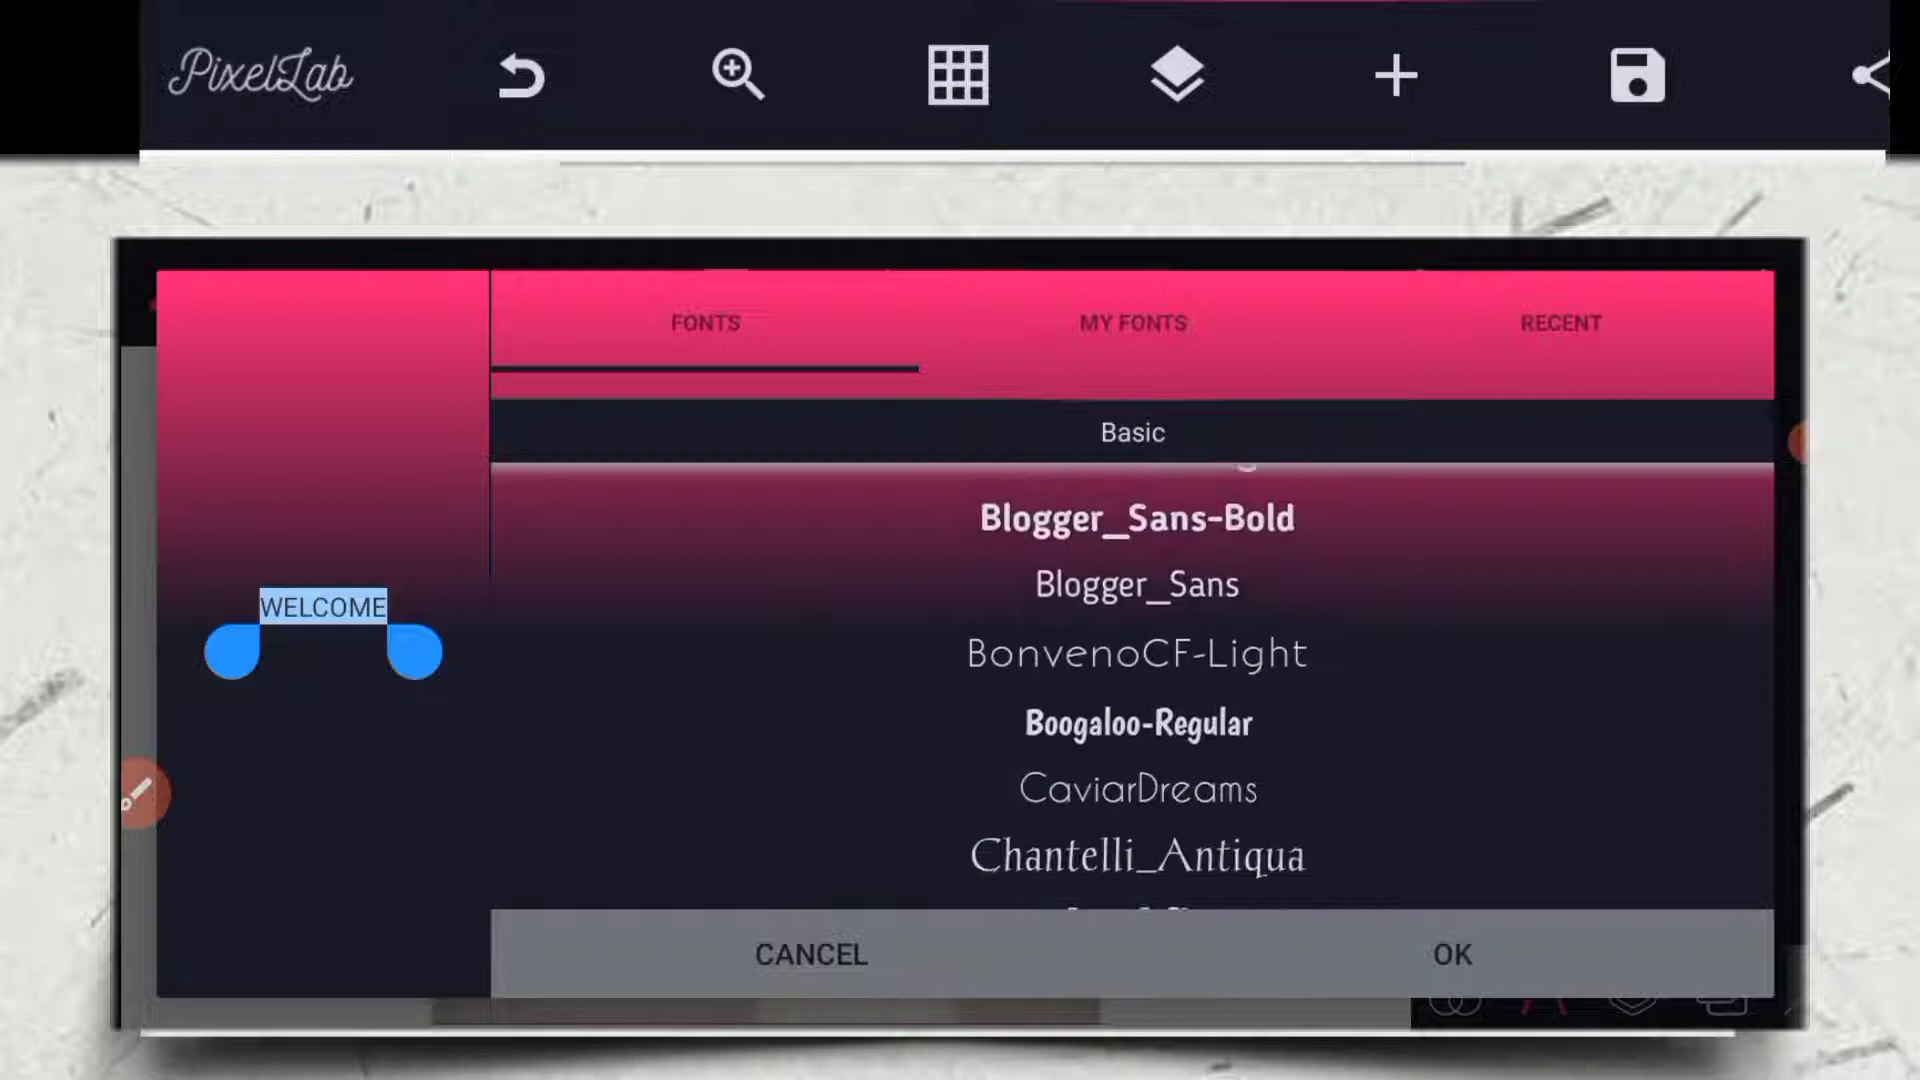 PixelLab
FONTS MY FONTS RECENT
Basic
Blogger_Sans-Bold
Blogger_Sans
WELCOME
BonvenoCF-Light
Boogaloo-Regular
CaviarDreams
Chantelli_Antiqua
CANCEL OK